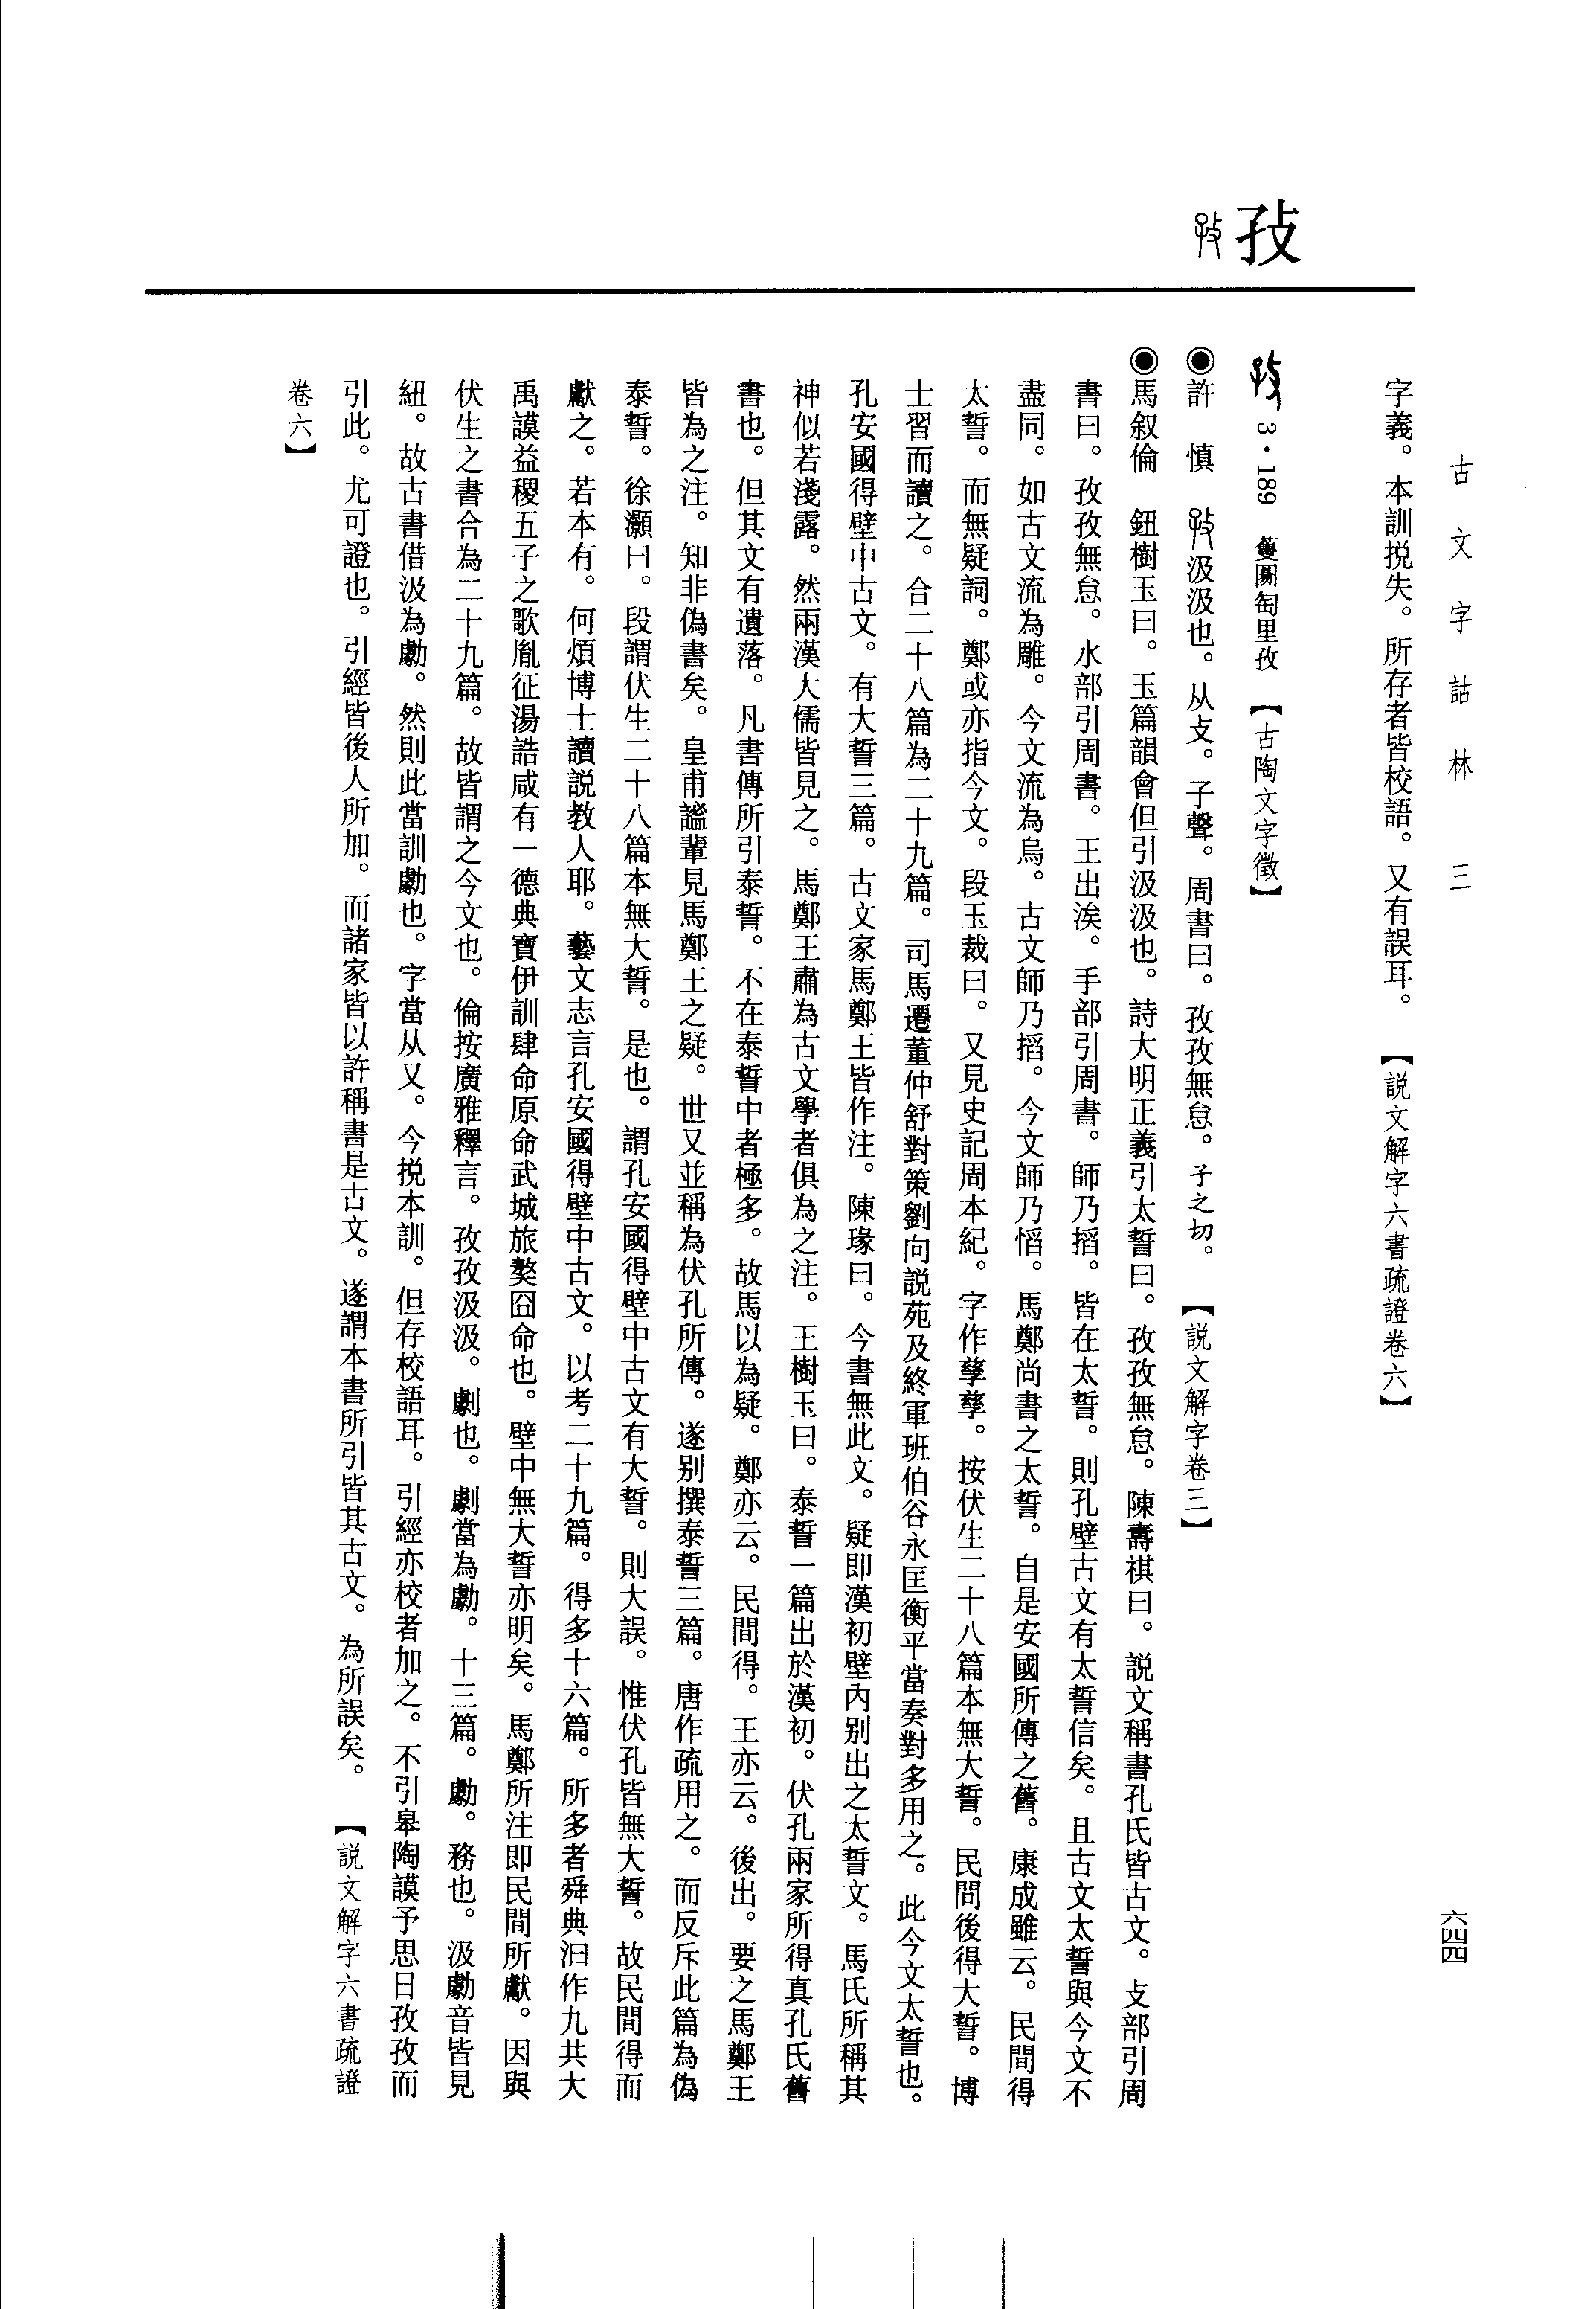 古文字詁林 三
六四四
孜
字義。本訓捝失。所存者皆校語。又有誤耳。【説文解字六書疏證卷六】
3·189 蒦圆匋里孜 【古陶文字徵】
◉許 慎 汲汲也。从攴。子聲。周書曰。孜孜無怠。子之切。【説文解字卷三】
◉馬叙倫 鈕樹玉曰。玉篇韻會但引汲汲也。詩大明正義引太誓曰。孜孜無怠。陳壽祺曰。説文稱書孔氏皆古文。攴部引周
書曰。孜孜無怠。水部引周書。王出涘。手部引周書。師乃搯。皆在太誓。則孔壁古文有太誓信矣。且古文太誓與今文不
盡同。如古文流為雕。今文流為烏。古文師乃搯。今文師乃慆。馬鄭尚書之太誓。自是安國所傳之舊。康成雖云。民間得
太誓。而無疑詞。鄭或亦指今文。段玉裁曰。又見史記周本紀。字作孳孳。按伏生二十八篇本無大誓。民間後得大誓。博
士習而讀之。合二十八篇為二十九篇。司馬遷董仲舒對策劉向説苑及終軍班伯谷永匡衡平當奏對多用之。此今文太誓也。
孔安國得壁中古文。有大誓三篇。古文家馬鄭王皆作注。陳瑑曰。今書無此文。疑即漢初壁内别出之太誓文。馬氏所稱其
神似若淺露。然兩漢大儒皆見之。馬鄭王肅為古文學者俱為之注。王樹玉曰。泰誓一篇出於漢初。伏孔兩家所得真孔氏舊
書也。但其文有遺落。凡書傳所引泰誓。不在泰誓中者極多。故馬以為疑。鄭亦云。民間得。王亦云。後出。要之馬鄭王
皆為之注。知非偽書矣。皇甫謐輩見馬鄭王之疑。世又並稱為伏孔所傳。遂别撰泰誓三篇。唐作疏用之。而反斥此篇為偽
泰誓。徐灝曰。段謂伏生二十八篇本無大誓。是也。謂孔安國得壁中古文有大誓。則大誤。惟伏孔皆無大誓。故民間得而
獻之。若本有。何煩博士讀説教人耶。藝文志言孔安國得壁中古文。以考二十九篇。得多十六篇。所多者舜典汩作九共大
禹謨益稷五子之歌胤征湯誥咸有一德典寶伊訓肆命原命武城旅獒囧命也。壁中無大誓亦明矣。馬鄭所注即民間所獻。因與
伏生之書合為二十九篇。故皆謂之今文也。倫按廣雅釋言。孜孜汲汲。劇也。劇當為勮。十三篇。勮。務也。汲勮音皆見
紐。故古書借汲為勮。然則此當訓勮也。字當从又。今捝本訓。但存校語耳。引經亦校者加之。不引皋陶謨予思日孜孜而
引此。尤可證也。引經皆後人所加。而諸家皆以許稱書是古文。遂謂本書所引皆其古文。為所誤矣。【説文解字六書疏證
卷六】